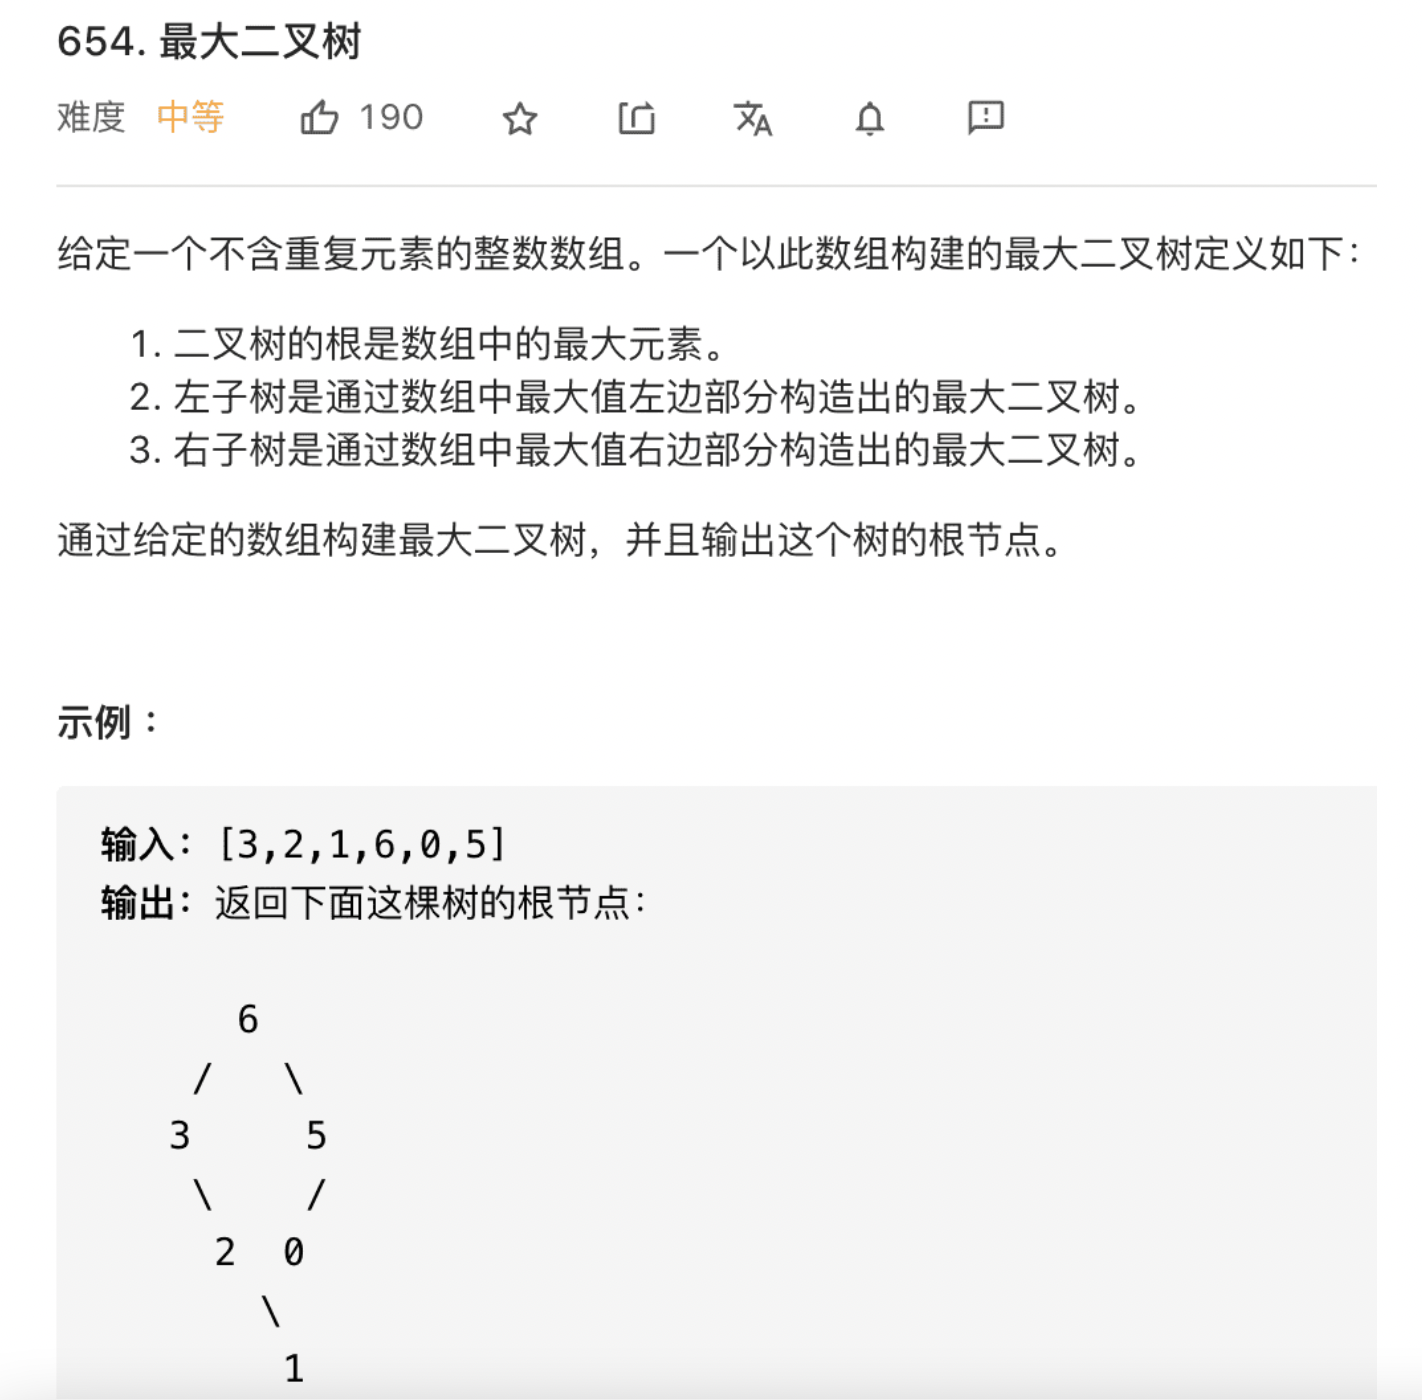 654. 最大二叉树
难度 中等 190
给定一个不含重复元素的整数数组。一个以此数组构建的最大二叉树定义如下：
1. 二叉树的根是数组中的最大元素。
2. 左子树是通过数组中最大值左边部分构造出的最大二叉树。
3. 右子树是通过数组中最大值右边部分构造出的最大二叉树。
通过给定的数组构建最大二叉树，并且输出这个树的根节点。
示例 ：
输入：[3,2,1,6,0,5]
输出：返回下面这棵树的根节点：
6
/ \
3 5
\ /
2 0
\
1